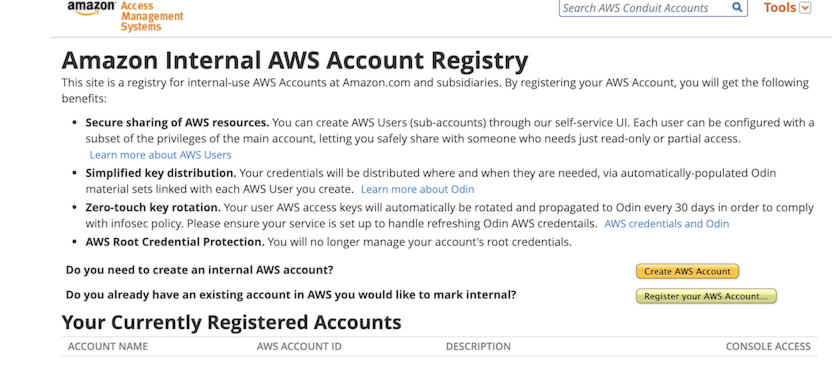 amazon Access
Management
Systems
Search AWS Conduit Accounts
Tools
Amazon Internal AWS Account Registry
This site is a registry for internal-use AWS Accounts at Amazon.com and subsidiaries. By registering your AWS Account, you will get the following
benefits:
• Secure sharing of AWS resources. You can create AWS Users (sub-accounts) through our self-service UI. Each user can be configured with a
subset of the privileges of the main account, letting you safely share with someone who needs just read-only or partial access.
Learn more about AWS Users
• Simplified key distribution. Your credentials will be distributed where and when they are needed, via automatically-populated Odin
material sets linked with each AWS User you create. Learn more about Odin
• Zero-touch key rotation. Your user AWS access keys will automatically be rotated and propagated to Odin every 30 days in order to comply
with infosec policy. Please ensure your service is set up to handle refreshing Odin AWS credentails. AWS credentials and Odin
• AWS Root Credential Protection. You will no longer manage your account's root credentials.
Do you need to create an internal AWS account? Create AWS Account
Do you already have an existing account in AWS you would like to mark internal? Register your AWS Account...
Your Currently Registered Accounts
ACCOUNT NAME AWS ACCOUNT ID DESCRIPTION CONSOLE ACCESS